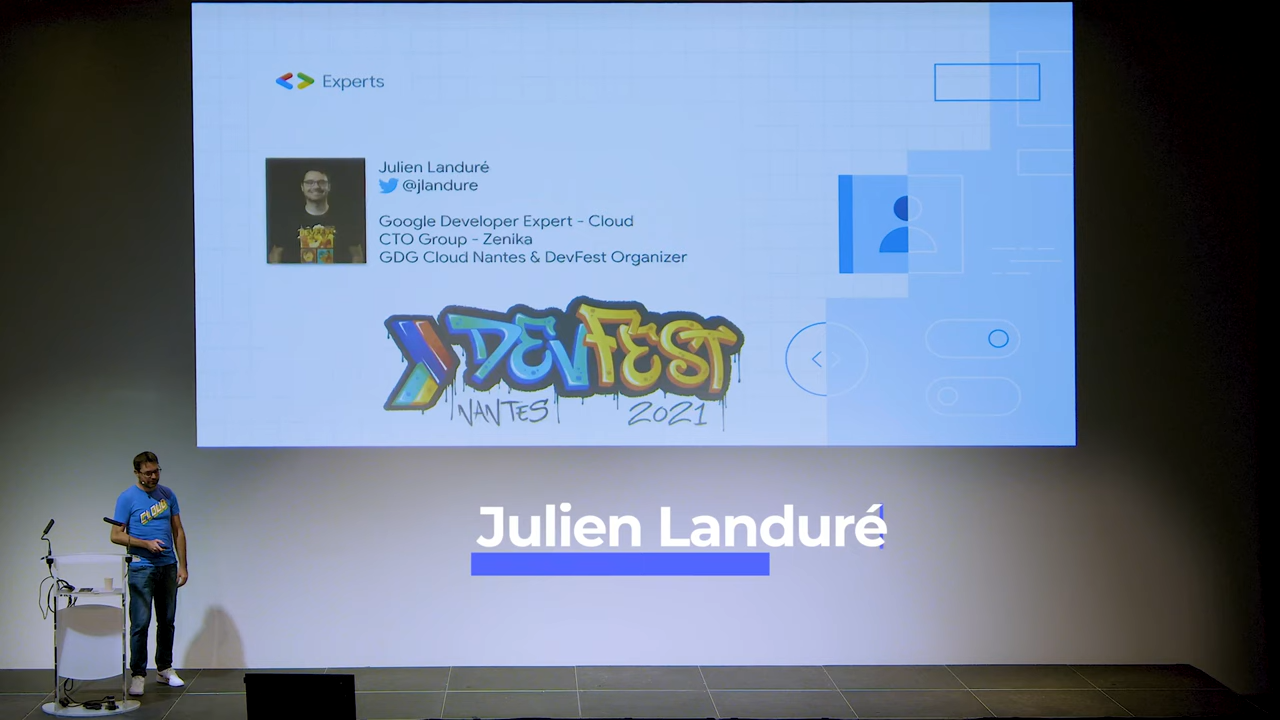 Experts
Julien Landuré
@jlandure
Google Developer Expert - Cloud
CTO Group - Zenika
GDG Cloud Nantes & DevFest Organizer
DEVFEST
NANTES 2021
CLOUD
Julien Landuré